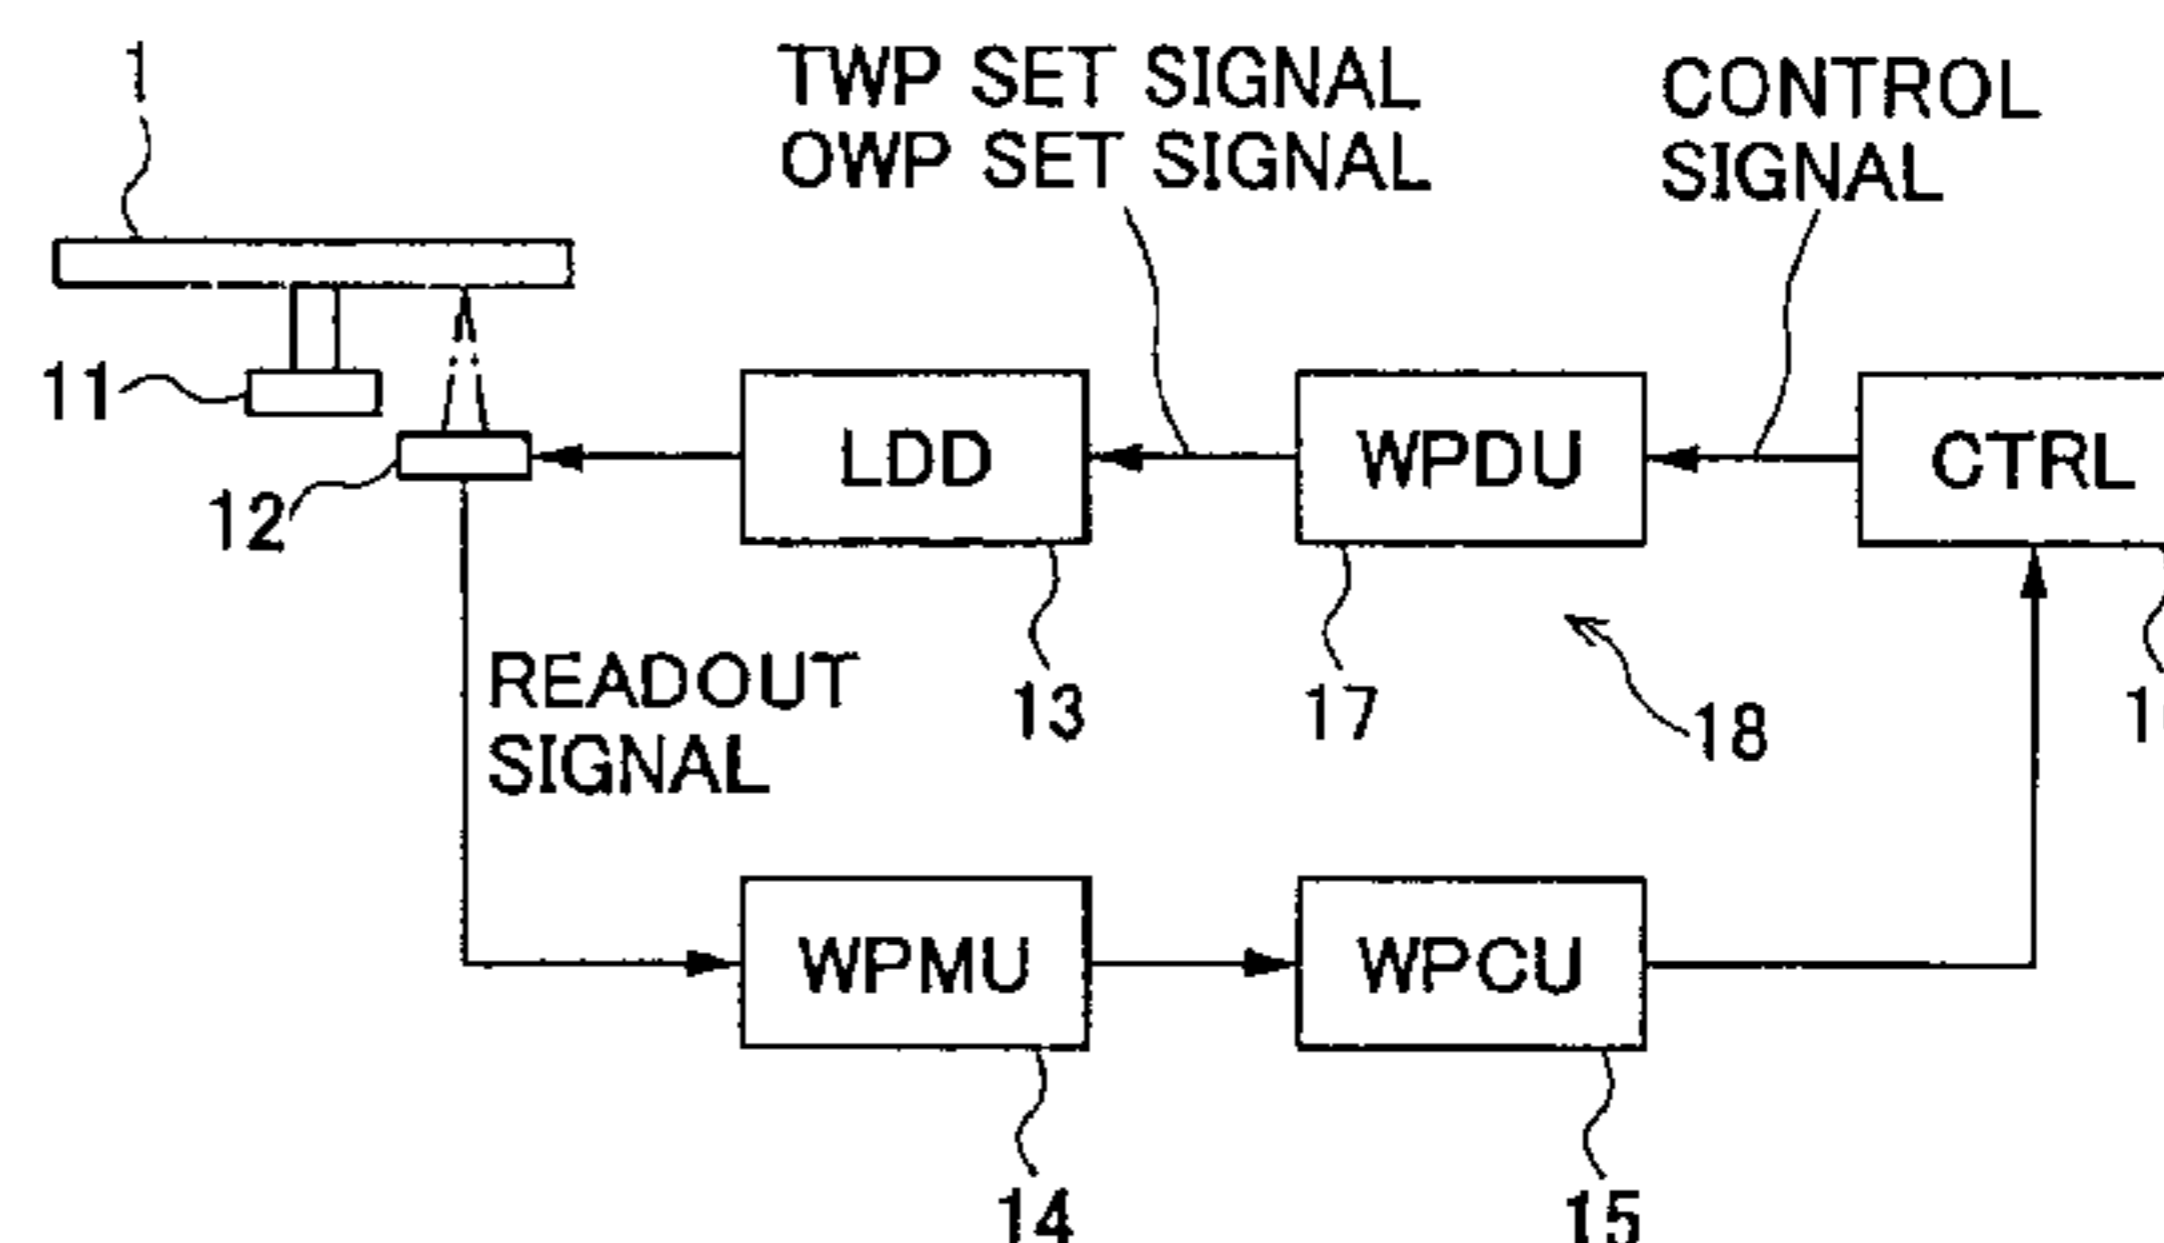 1
TWP SET SIGNAL
OWP SET SIGNAL
CONTROL
SIGNAL
11
12
LDD
WPDU
CTRL
13
17
18
READOUT
SIGNAL
WPMU
WPCU
14
15